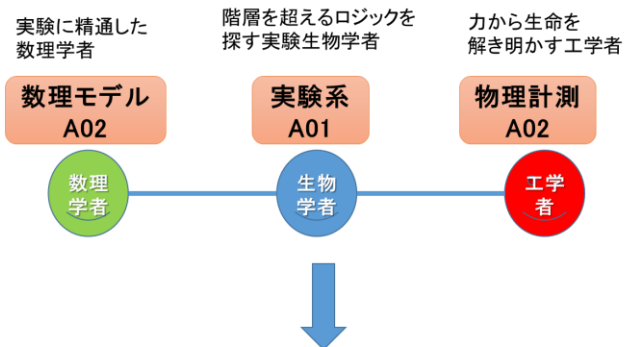 実験に精通した
数理学者
階層を超えるロジックを
探す実験生物学者
力から生命を
解き明かす工学者
数理モデル
A02
実験系
A01
物理計測
A02
数理
学者
生物
学者
工学
者